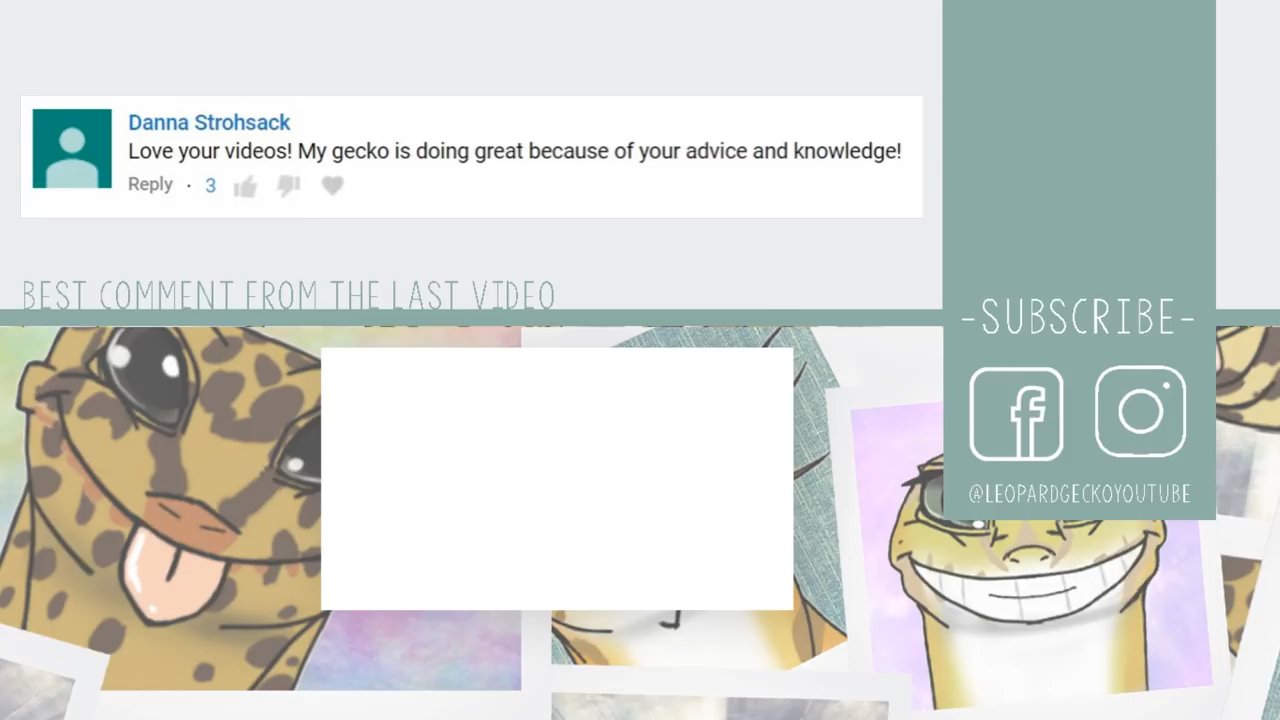 Danna Strohsack
Love your videos! My gecko is doing great because of your advice and knowledge!
Reply · 3
BEST COMMENT FROM THE LAST VIDEO
-SUBSCRIBE-
@LEOPARDGECKOYOUTUBE